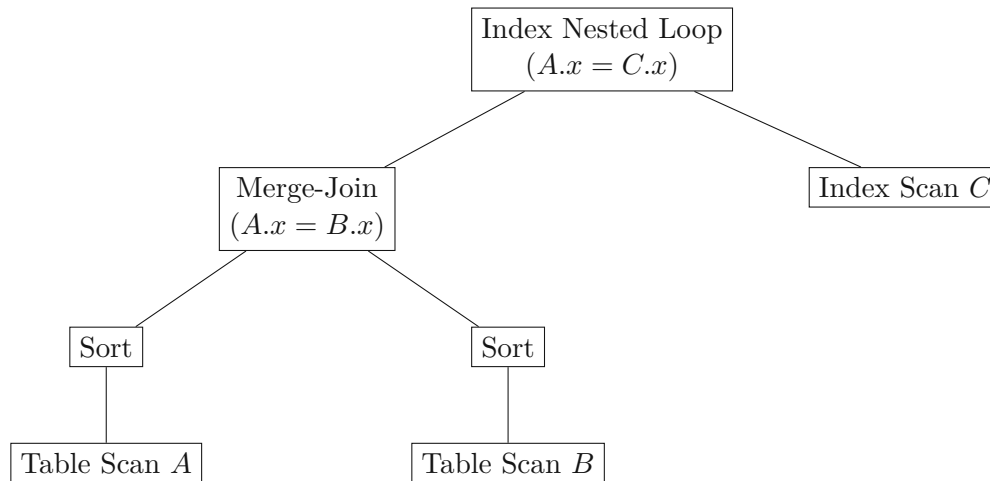 Index Nested Loop
(A.x = C.x)
Merge-Join
(A.x = B.x)
Index Scan C
Sort
Sort
Table Scan A
Table Scan B